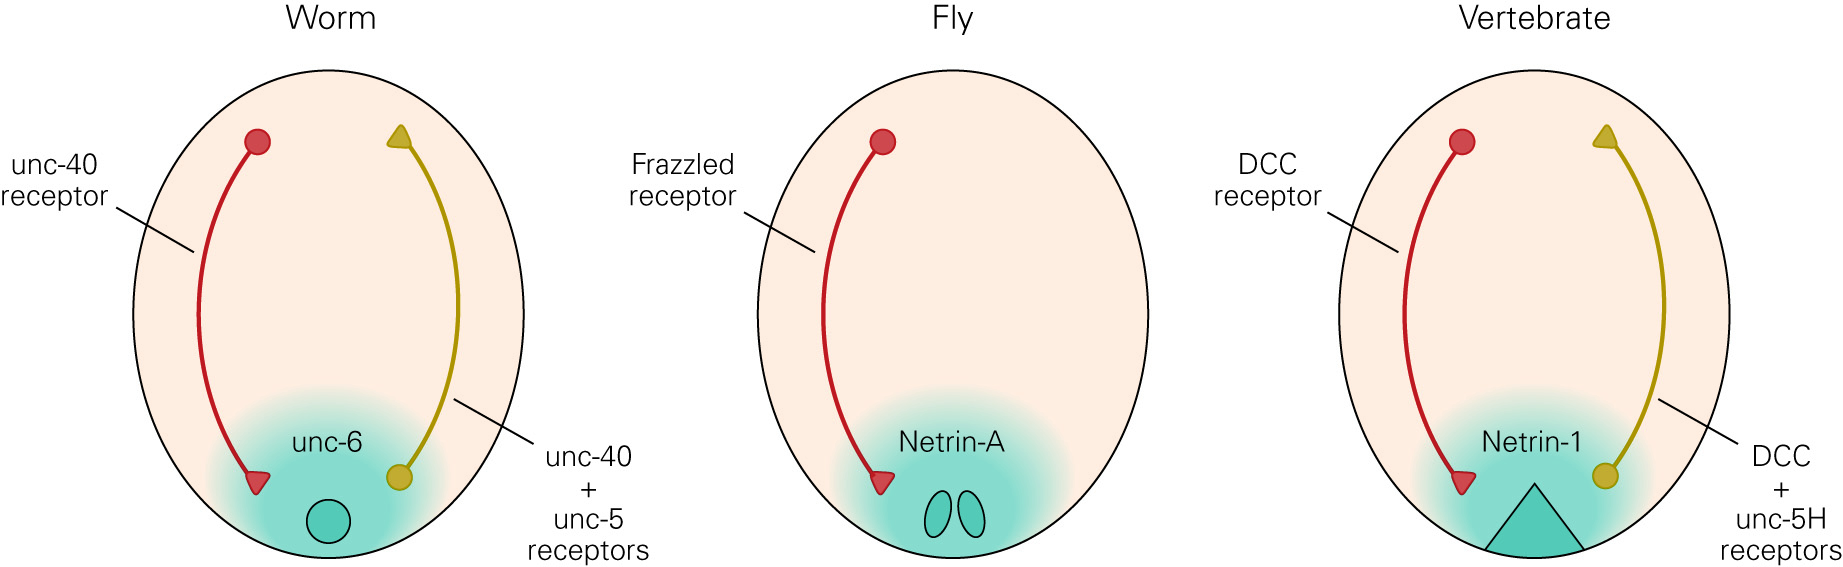 Worm
unc-40
receptor
unc-6
unc-40
+
unc-5
receptors
Fly
Frazzled
receptor
Netrin-A
Vertebrate
DCC
receptor
Netrin-1
DCC
+
unc-5H
receptors